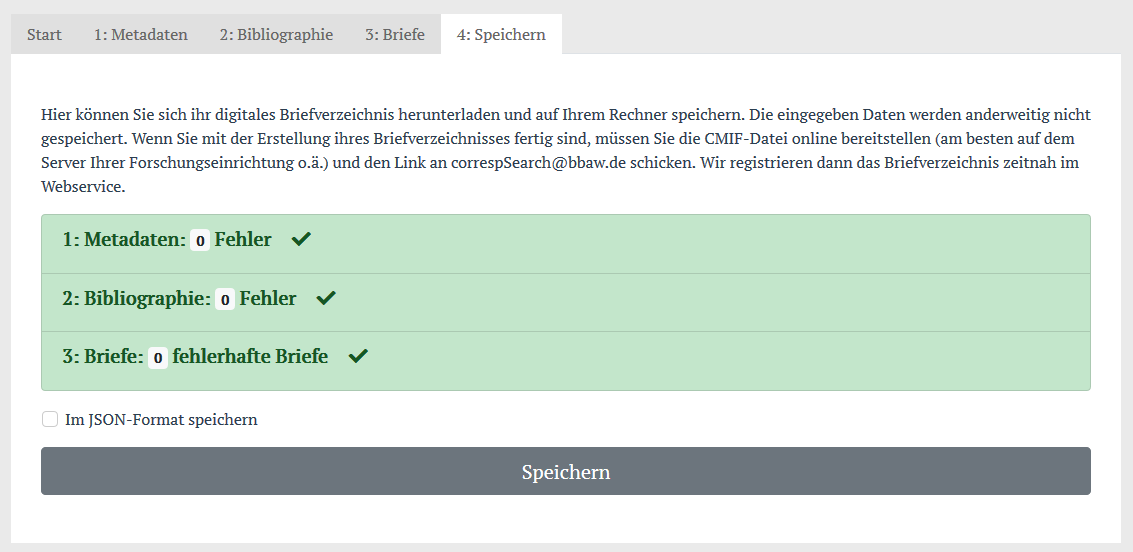 Start 1: Metadaten 2: Bibliographie 3: Briefe 4: Speichern
Hier können Sie sich ihr digitales Briefverzeichnis herunterladen und auf Ihrem Rechner speichern. Die eingegeben Daten werden anderweitig nicht
gespeichert. Wenn Sie mit der Erstellung ihres Briefverzeichnisses fertig sind, müssen Sie die CMIF-Datei online bereitstellen (am besten auf dem
Server Ihrer Forschungseinrichtung o.ä.) und den Link an correspSearch@bbaw.de schicken. Wir registrieren dann das Briefverzeichnis zeitnah im
Webservice.
1: Metadaten: 0 Fehler
2: Bibliographie: 0 Fehler
3: Briefe: 0 fehlerhafte Briefe
Im JSON-Format speichern
Speichern